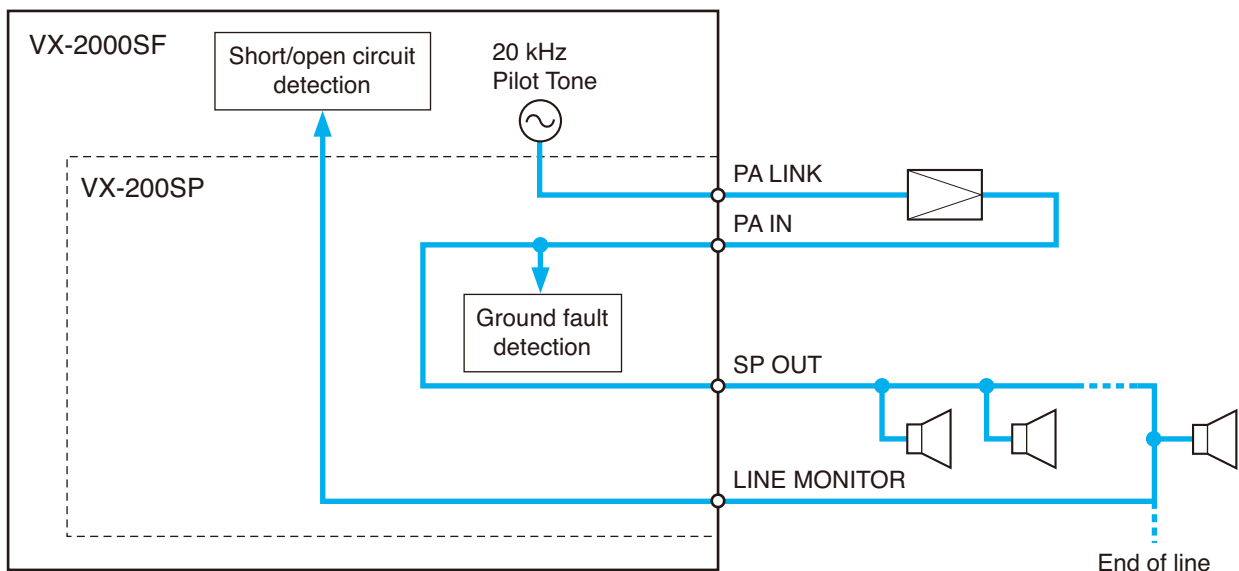 VX-2000SF
Short/open circuit
detection
20 kHz
Pilot Tone
VX-200SP
PA LINK
PA IN
Ground fault
detection
SP OUT
LINE MONITOR
End of line